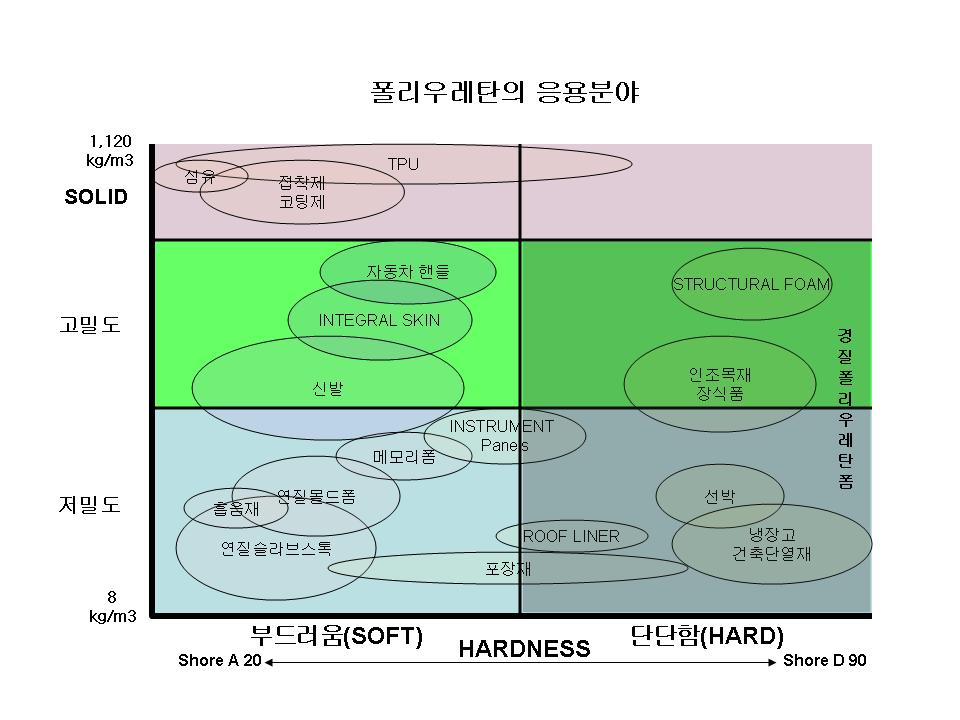 폴리우레탄의 응용분야
1,120
kg/m3
SOLID
TPU
섬유
접착제
코팅제
고밀도
자동차 핸들
INTEGRAL SKIN
신발
STRUCTURAL FOAM
인조목재
장식품
경질폴리우레탄폼
저밀도
INSTRUMENT
Panels
메모리폼
연질몰드폼
흡음재
연질슬라브스톡
선박
ROOF LINER
냉장고
건축단열재
포장재
8
kg/m3
부드러움(SOFT)
단단함(HARD)
HARDNESS
Shore A 20
Shore D 90